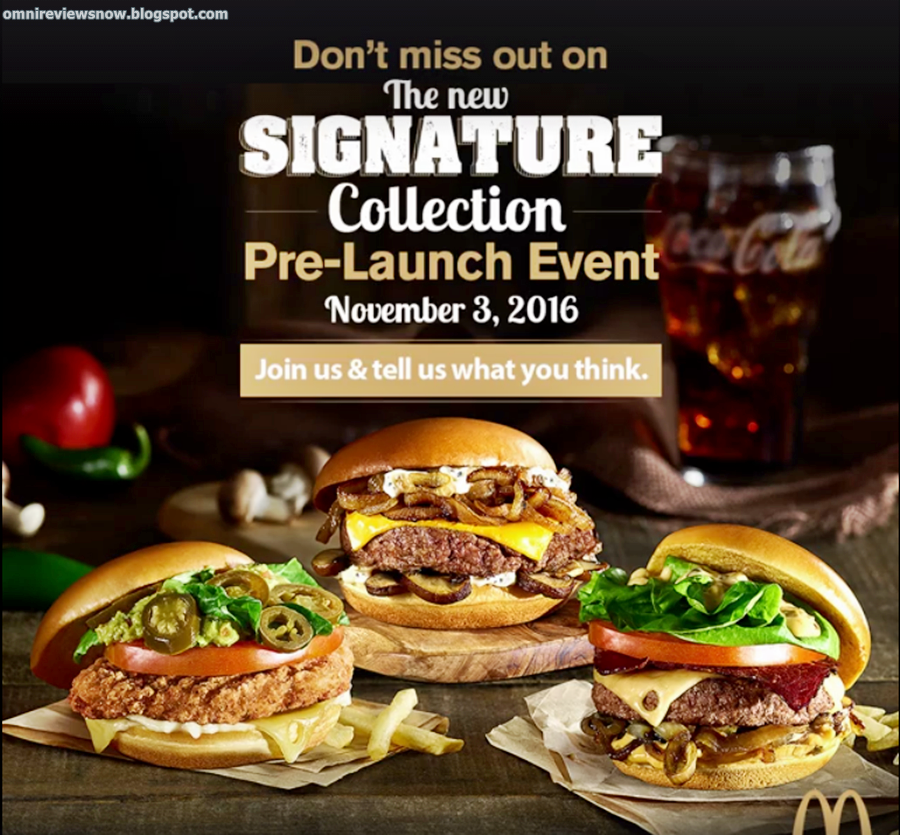 omnireviewsnow.blogspot.com
Don't miss out on
The new
SIGNATURE
Collection
Pre-Launch Event
November 3, 2016
Join us & tell us what you think.
Coca-Cola